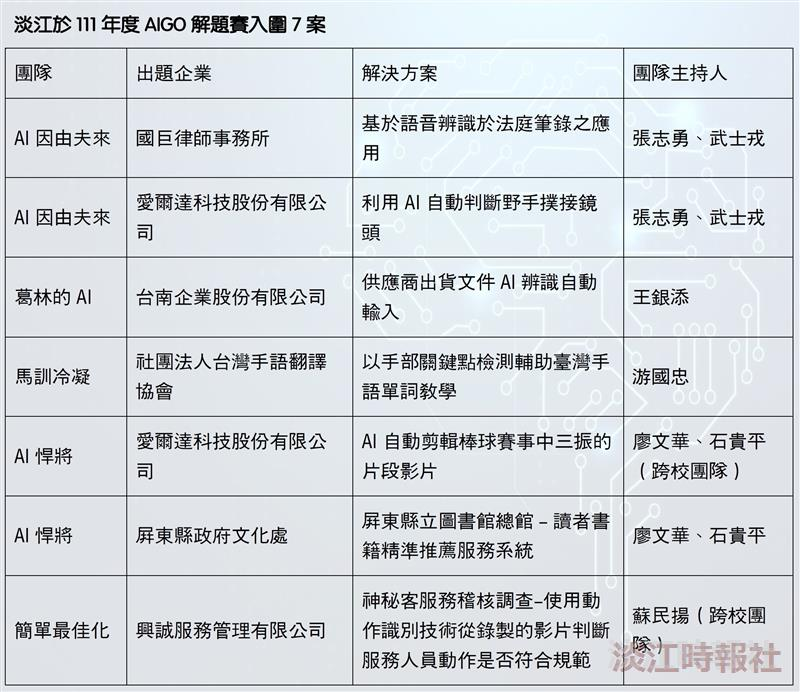 淡江於 111 年度 AIGO 解題賽入圍 7 案
團隊 出題企業 解決方案 團隊主持人
AI 因由夫來 國巨律師事務所 基於語音辨識於法庭筆錄之應
用 張志勇、武士戎
AI 因由夫來 愛爾達科技股份有限公
司 利用 AI 自動判斷野手撲接鏡
頭 張志勇、武士戎
葛林的 AI 台南企業股份有限公司 供應商出貨文件 AI 辨識自動
輸入 王銀添
馬訓冷凝 社團法人台灣手語翻譯
協會 以手部關鍵點檢測輔助臺灣手
語單詞教學 游國忠
AI 悍將 愛爾達科技股份有限公
司 AI 自動剪輯棒球賽事中三振的
片段影片 廖文華、石貴平
（跨校團隊）
AI 悍將 屏東縣政府文化處 屏東縣立圖書館總館 – 讀者書
籍精準推薦服務系統 廖文華、石貴平
簡單最佳化 興誠服務管理有限公司 神秘客服務稽核調查–使用動
作識別技術從錄製的影片判斷
服務人員動作是否符合規範 蘇民揚（跨校團
隊）
淡江時報社